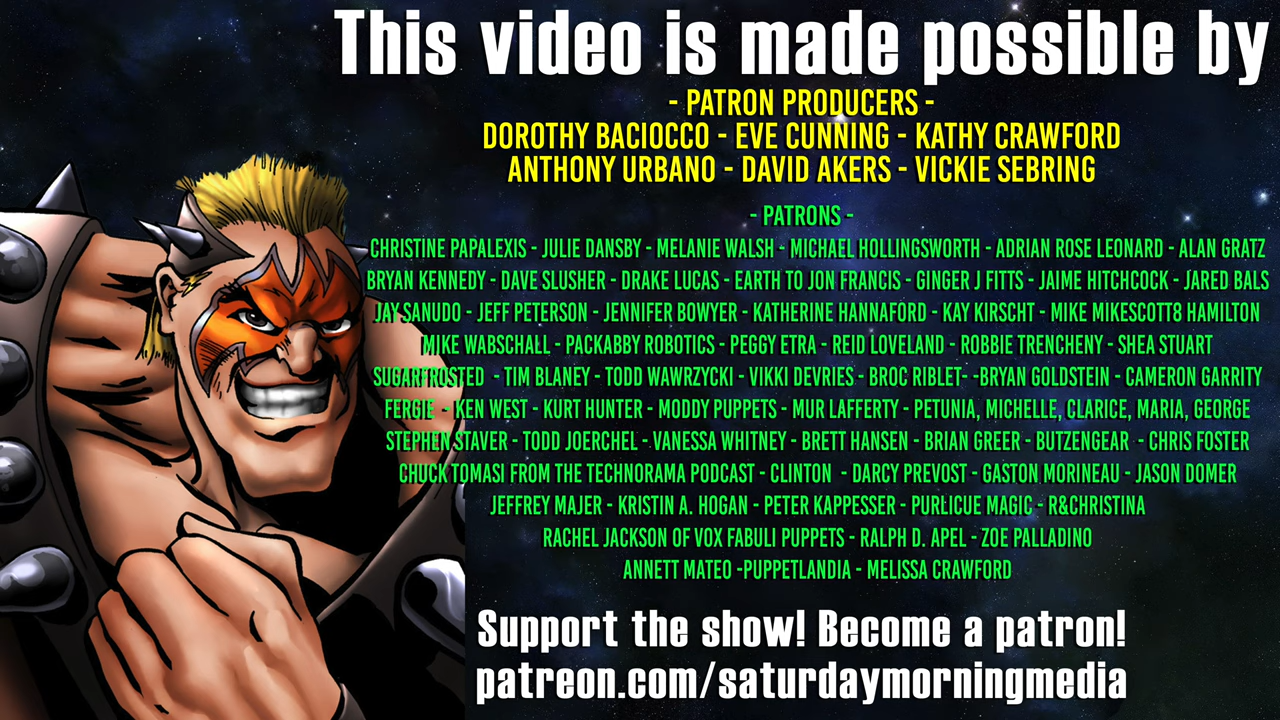 This video is made possible by
- PATRON PRODUCERS -
DOROTHY BACIOCCO - EVE CUNNING - KATHY CRAWFORD
ANTHONY URBANO - DAVID AKERS - VICKIE SEBRING
- PATRONS -
CHRISTINE PAPALEXIS - JULIE DANSBY - MELANIE WALSH - MICHAEL HOLLINGSWORTH - ADRIAN ROSE LEONARD - ALAN GRATZ
BRYAN KENNEDY - DAVE SLUSHER - DRAKE LUCAS - EARTH TO JON FRANCIS - GINGER J FITTS - JAIME HITCHCOCK - JARED BALS
JAY SANUDO - JEFF PETERSON - JENNIFER BOWYER - KATHERINE HANNAFORD - KAY KIRSCHT - MIKE MIKESCOTT8 HAMILTON
MIKE WABSCHALL - PACKABBY ROBOTICS - PEGGY ETRA - REID LOVELAND - ROBBIE TRENCHENY - SHEA STUART
SUGARFROSTED - TIM BLANEY - TODD WAWRZYCKI - VIKKI DEVRIES - BROC RIBLET- -BRYAN GOLDSTEIN - CAMERON GARRITY
FERGIE - KEN WEST - KURT HUNTER - MODDY PUPPETS - MUR LAFFERTY - PETUNIA, MICHELLE, CLARICE, MARIA, GEORGE
STEPHEN STAVER - TODD JOERCHEL - VANESSA WHITNEY - BRETT HANSEN - BRIAN GREER - BUTZENGEAR - CHRIS FOSTER
CHUCK TOMASI FROM THE TECHNORAMA PODCAST - CLINTON - DARCY PREVOST - GASTON MORINEAU - JASON DOMER
JEFFREY MAJER - KRISTIN A. HOGAN - PETER KAPPESSER - PURLICUE MAGIC - R&CHRISTINA
RACHEL JACKSON OF VOX FABULI PUPPETS - RALPH D. APEL - ZOE PALLADINO
ANNETT MATEO -PUPPETLANDIA - MELISSA CRAWFORD
Support the show! Become a patron!
patreon.com/saturdaymorningmedia